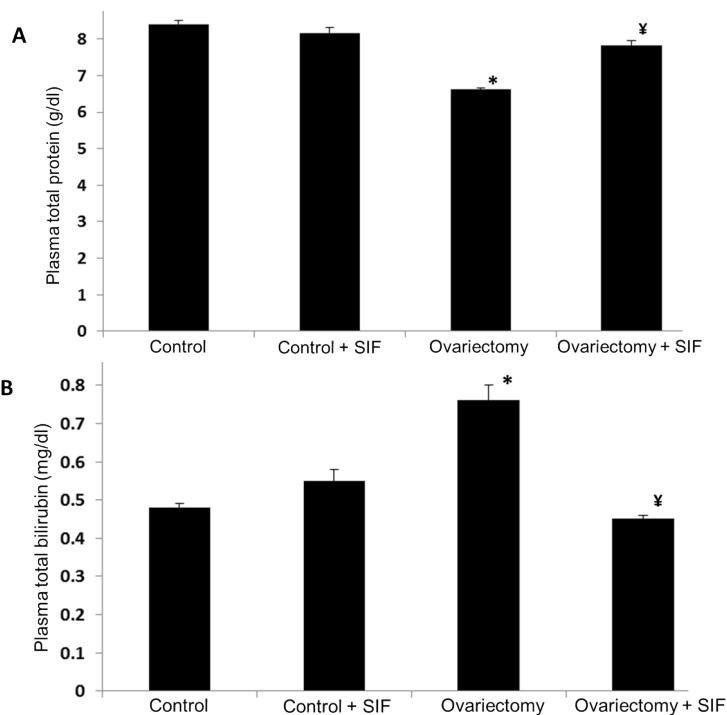 A
Plasma total protein (g/dl)
8
7
6
5
4
3
2
1
0
*
¥
Control
Control + SIF
Ovariectomy
Ovariectomy + SIF
B
Plasma total bilirubin (mg/dl)
0.8
0.7
0.6
0.5
0.4
0.3
0.2
0.1
0
*
¥
Control
Control + SIF
Ovariectomy
Ovariectomy + SIF